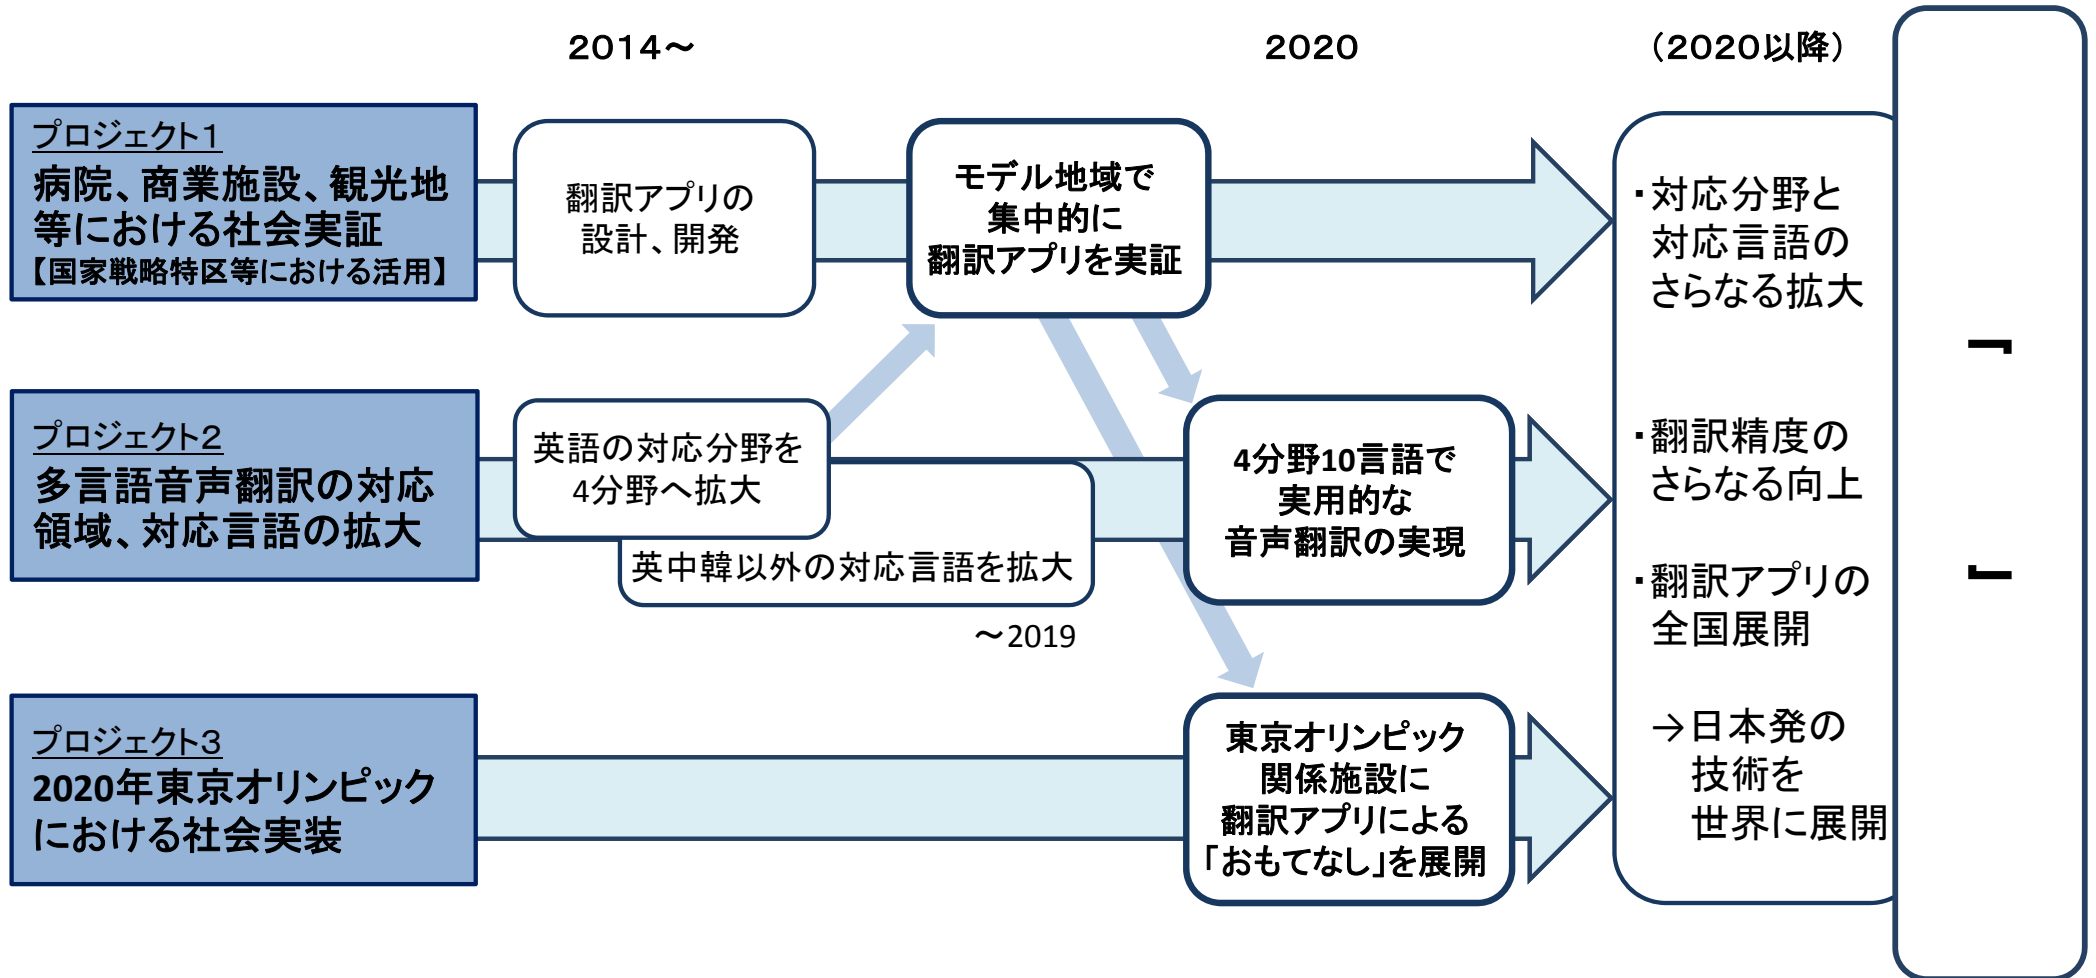 2014～
2020
（2020以降）
プロジェクト1
病院、商業施設、観光地
等における社会実証
【国家戦略特区等における活用】
翻訳アプリの
設計、開発
モデル地域で
集中的に
翻訳アプリを実証
プロジェクト2
多言語音声翻訳の対応
領域、対応言語の拡大
英語の対応分野を
4分野へ拡大
英中韓以外の対応言語を拡大
～2019
4分野10言語で
実用的な
音声翻訳の実現
プロジェクト3
2020年東京オリンピック
における社会実装
東京オリンピック
関係施設に
翻訳アプリによる
「おもてなし」を展開
・対応分野と
対応言語の
さらなる拡大
・翻訳精度の
さらなる向上
・翻訳アプリの
全国展開
→日本発の
技術を
世界に展開
﹁
﹂